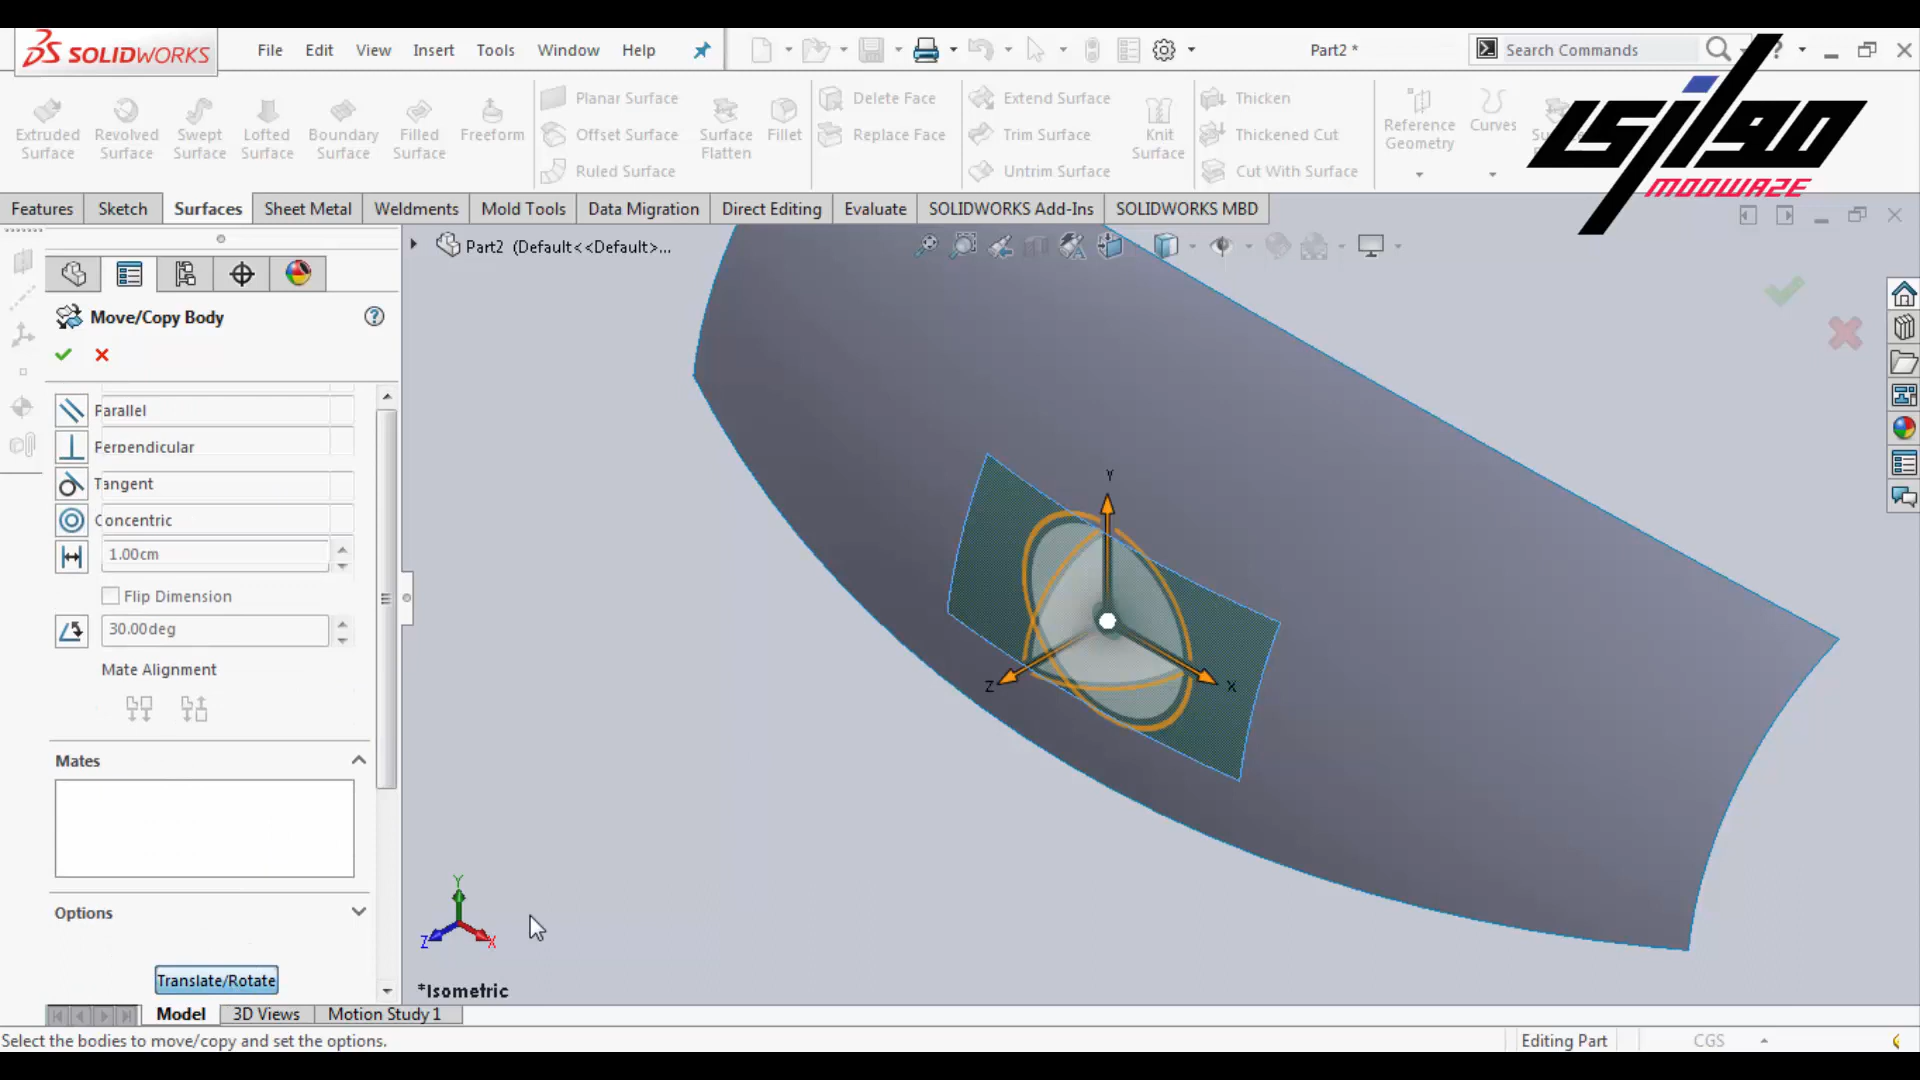 SOLIDWORKS
File Edit View Insert Tools Window Help
Part2 *
Search Commands
?
Extruded Surface
Revolved Surface
Swept Surface
Lofted Surface
Boundary Surface
Filled Surface
Freeform
Planar Surface
Offset Surface
Ruled Surface
Surface Flatten
Fillet
Delete Face
Replace Face
Extend Surface
Trim Surface
Untrim Surface
Knit Surface
Thicken
Thickened Cut
Cut With Surface
Reference Geometry
Curves
MOOWAZE
Features Sketch Surfaces Sheet Metal Weldments Mold Tools Data Migration Direct Editing Evaluate SOLIDWORKS Add-Ins SOLIDWORKS MBD
Part2 (Default<<Default>...
Move/Copy Body
Parallel
Perpendicular
Tangent
Concentric
1.00cm
Flip Dimension
30.00deg
Mate Alignment
Mates
Options
Translate/Rotate
Y
Z
X
Y
Z
X
*Isometric
Model 3D Views Motion Study 1
Select the bodies to move/copy and set the options.
Editing Part
CGS